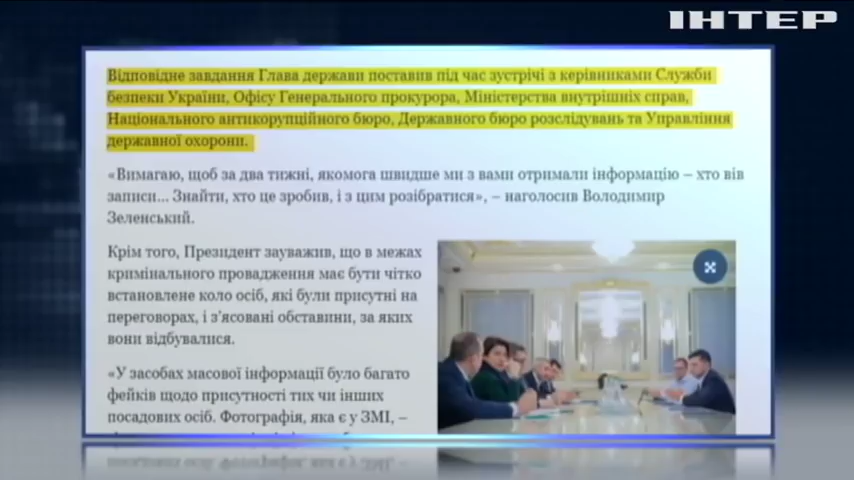 ІНТЕР
Відповідне завдання Глава держави поставив під час зустрічі з керівниками Служби
безпеки України, Офісу Генерального прокурора, Міністерства внутрішніх справ,
Національного антикорупційного бюро, Державного бюро розслідувань та Управління
державної охорони.
«Вимагаю, щоб за два тижні, якомога швидше ми з вами отримали інформацію – хто вів
записи... Знайти, хто це зробив, і з цим розібратися», – наголосив Володимир
Зеленський.
Крім того, Президент зауважив, що в межах
кримінального провадження має бути чітко
встановлене коло осіб, які були присутні на
переговорах, і з’ясовані обставини, за яких
вони відбувалися.
«У засобах масової інформації було багато
фейків щодо присутності тих чи інших
посадових осіб. Фотографія, яка є у ЗМІ, –